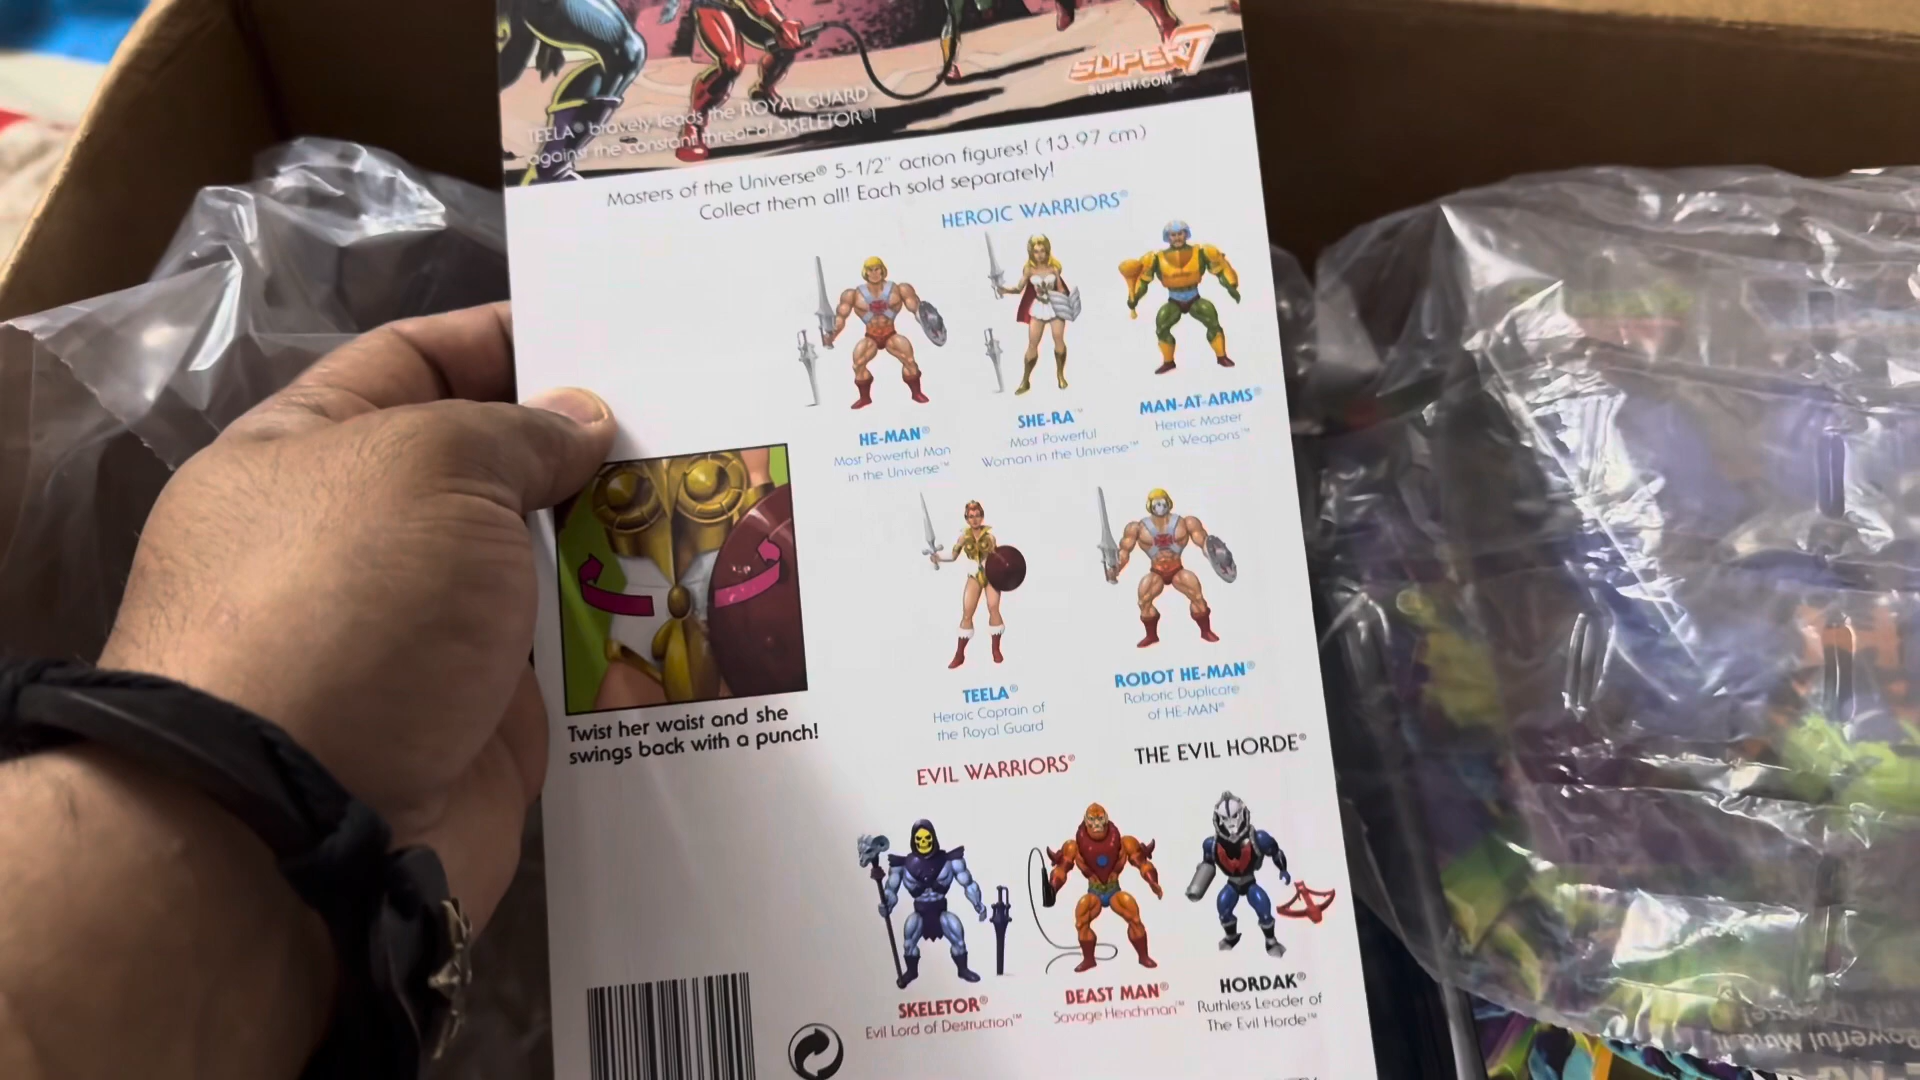 SUPER7
SUPER7.COM
TEELA® bravely leads the ROYAL GUARD
against the constant threat of SKELETOR®!
Masters of the Universe® 5-1/2" action figures! (13.97 cm)
Collect them all! Each sold separately!
HEROIC WARRIORS®
HE-MAN®
Most Powerful Man
in the Universe™
SHE-RA™
Most Powerful
Woman in the Universe™
MAN-AT-ARMS®
Heroic Master
of Weapons™
TEELA®
Heroic Captain of
the Royal Guard
ROBOT HE-MAN®
Robotic Duplicate
of HE-MAN®
Twist her waist and she
swings back with a punch!
EVIL WARRIORS®
THE EVIL HORDE®
SKELETOR®
Evil Lord of Destruction™
BEAST MAN®
Savage Henchman™
HORDAK®
Ruthless Leader of
The Evil Horde™